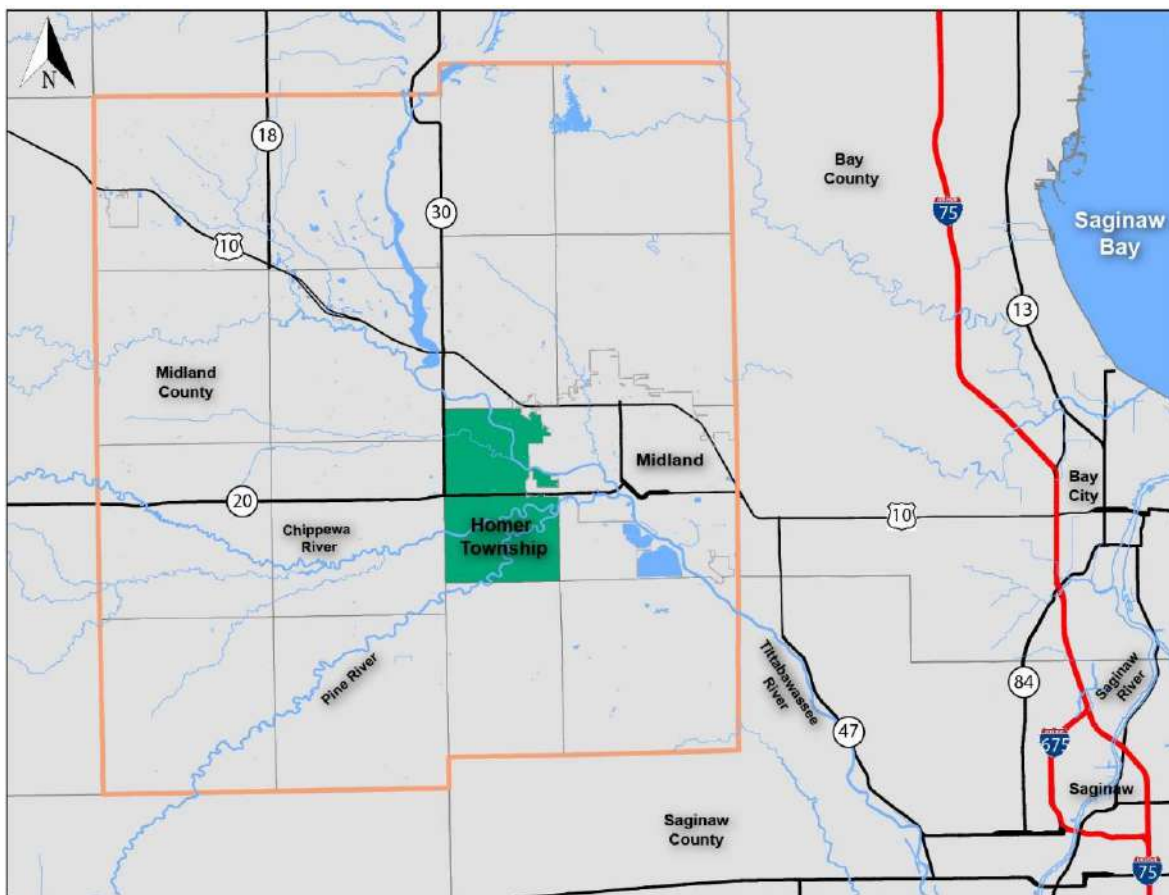 N
18
Bay
County
30
75
Saginaw
Bay
10
13
Midland
County
Midland
Bay
City
20
10
Chippewa
River
Homer
Township
Pine River
Tittabawassee
River
Saginaw
River
84
47
675
Saginaw
Saginaw
County
75